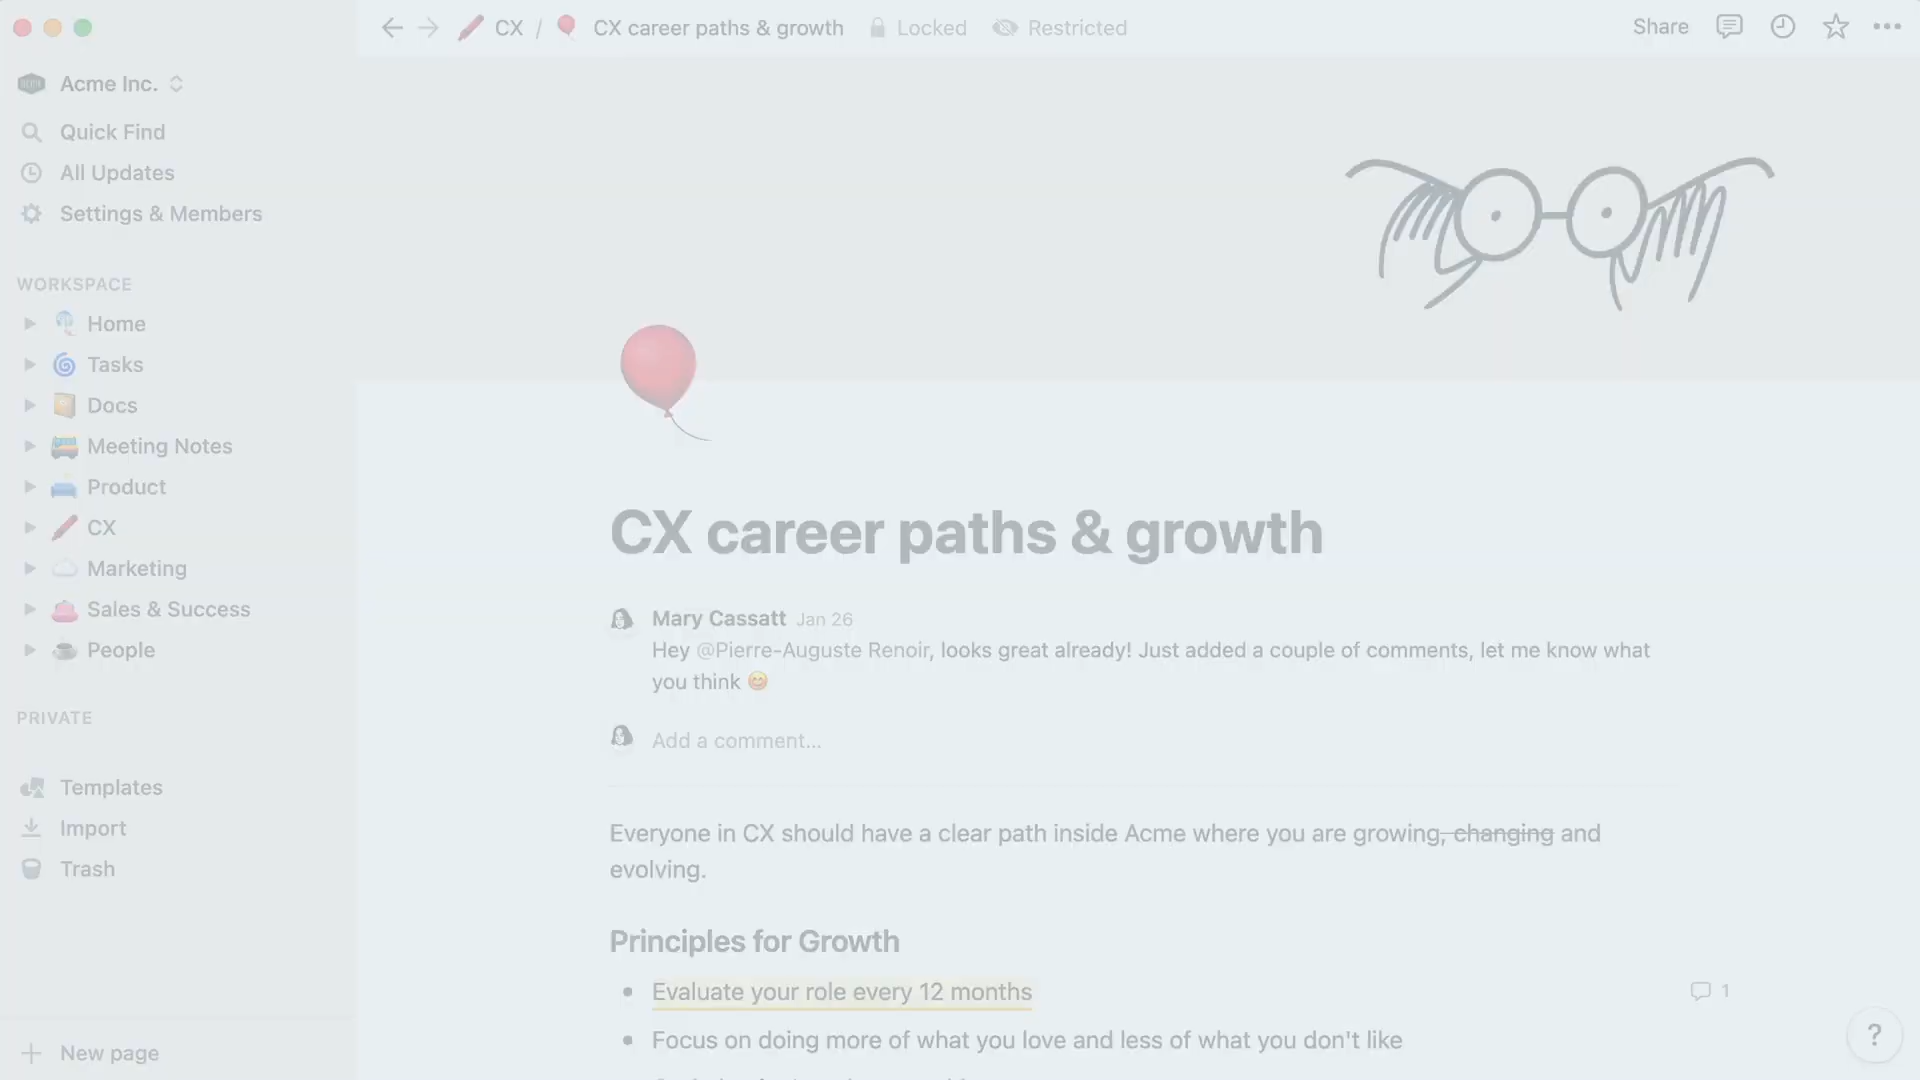 CX / CX career paths & growth Locked Restricted
Share
Acme Inc.
Quick Find
All Updates
Settings & Members
WORKSPACE
Home
Tasks
Docs
Meeting Notes
Product
CX
Marketing
Sales & Success
People
PRIVATE
Templates
Import
Trash
New page
CX career paths & growth
Mary Cassatt Jan 26
Hey @Pierre-Auguste Renoir, looks great already! Just added a couple of comments, let me know what
you think
Add a comment...
Everyone in CX should have a clear path inside Acme where you are growing, changing and
evolving.
Principles for Growth
Evaluate your role every 12 months
1
Focus on doing more of what you love and less of what you don't like
?